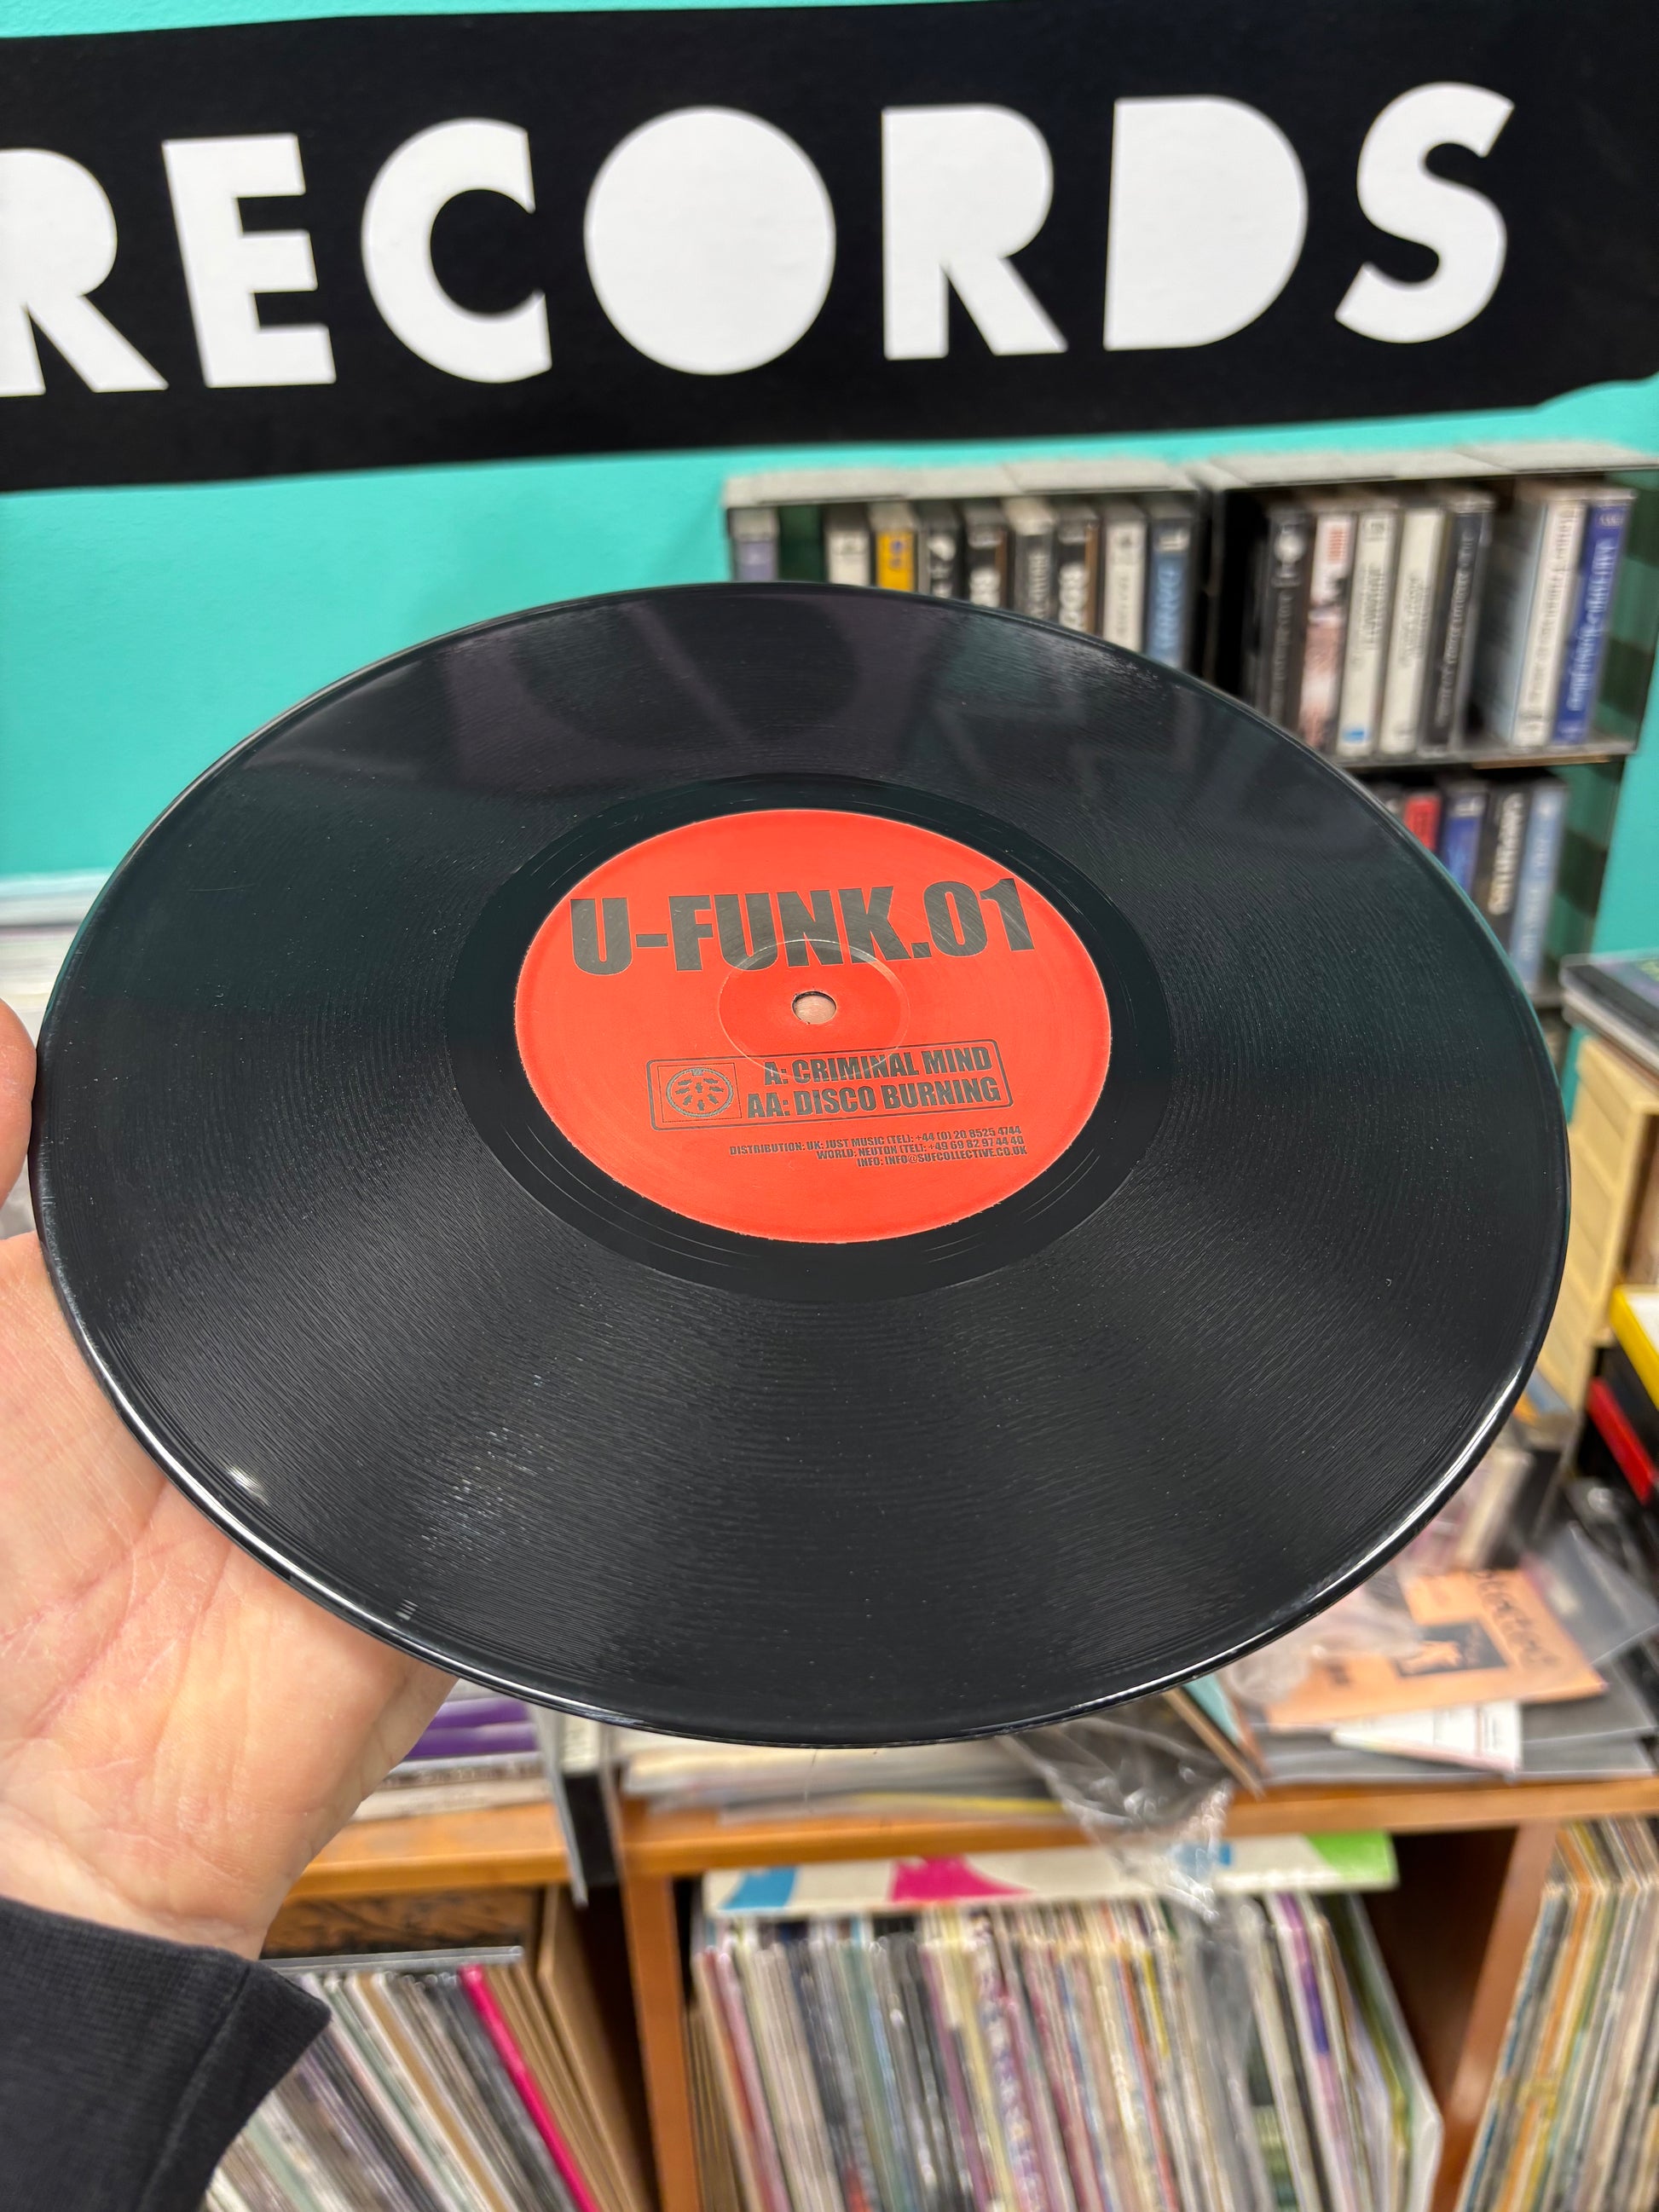 RECORDS
U-FUNK.01
A: CRIMINAL MIND
AA: DISCO BURNING
DISTRIBUTION: UK: JUST MUSIC (TEL): +44 (0) 20 8525 4744
WORLD: NEUTON (TEL): +49 69 82 97 44 40
INFO: INFO@SUFCOLLECTIVE.CO.UK